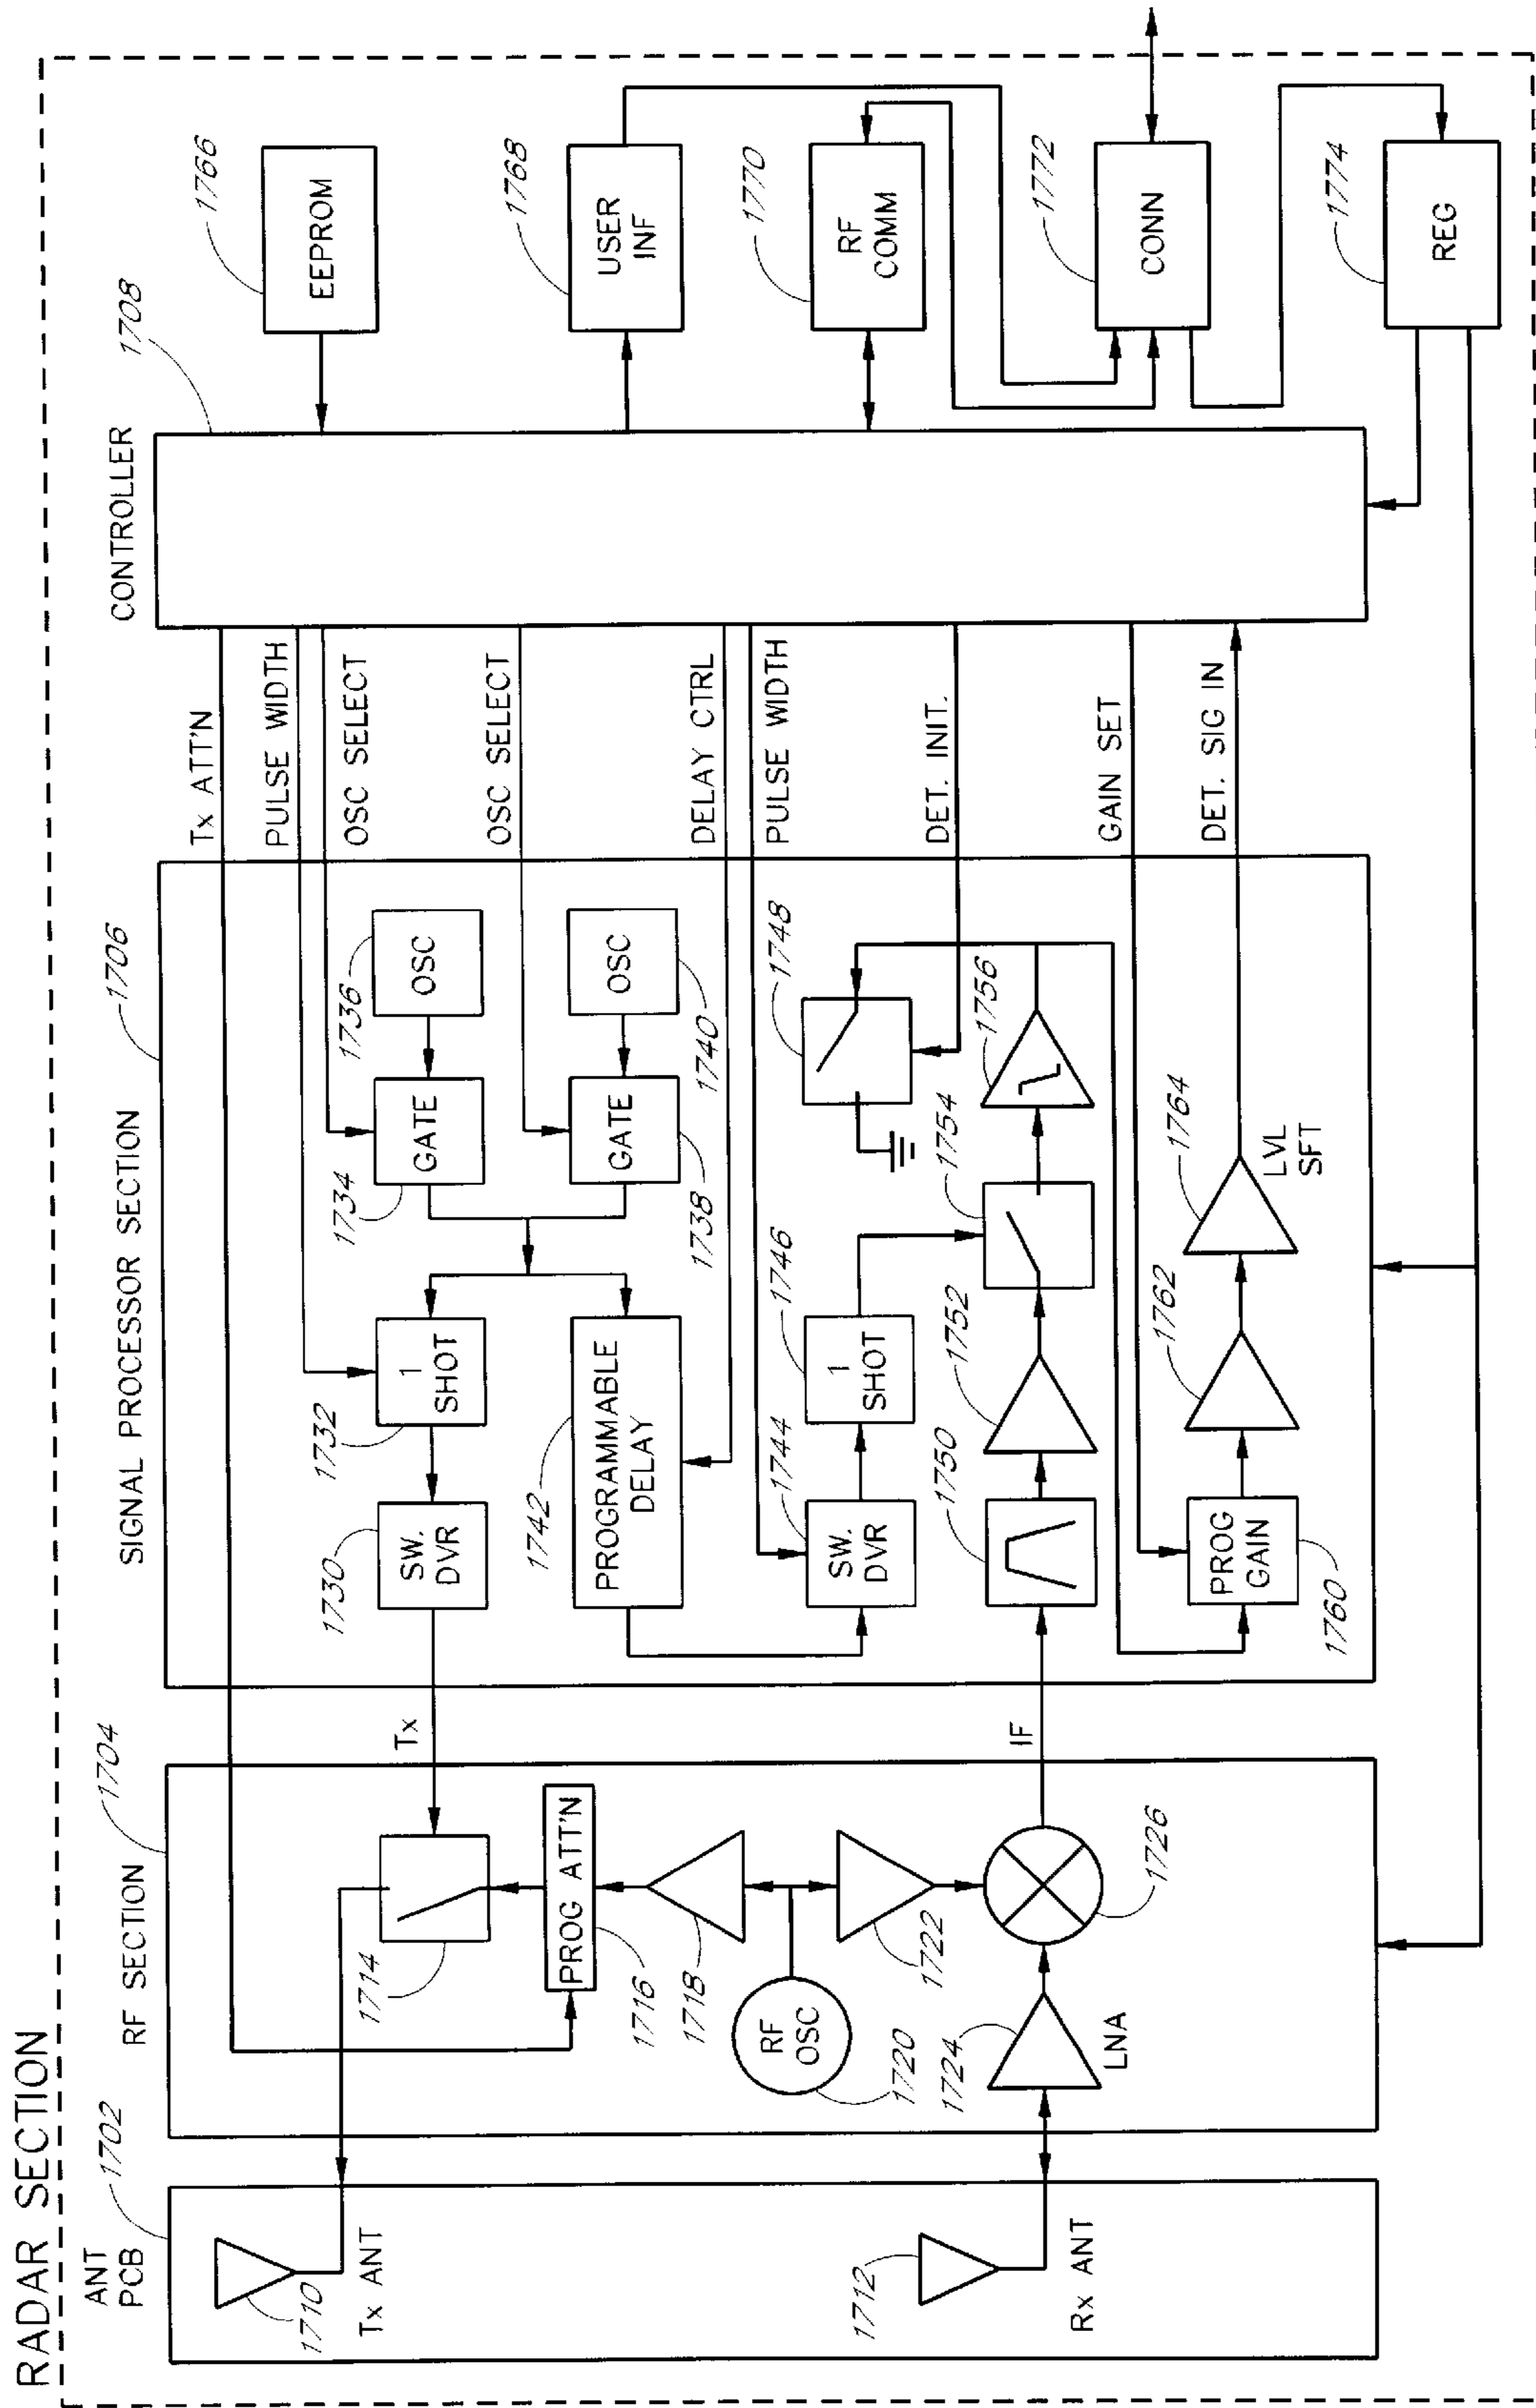 RADAR SECTION
ANT
PCB
1702
1710
Tx ANT
1712
Rx ANT
RF SECTION
1704
1714
PROG ATT'N
1716
1718
RF
OSC
1720
1722
1724
LNA
1726
Tx
IF
SIGNAL PROCESSOR SECTION
1706
SW.
DVR
1730
1
SHOT
1732
GATE
1734
OSC
1736
GATE
1738
OSC
1740
PROGRAMMABLE
DELAY
1742
SW.
DVR
1744
1
SHOT
1746
1748
1750
1752
1754
1756
PROG
GAIN
1760
1762
1764
LVL
SFT
Tx ATT'N
PULSE WIDTH
OSC SELECT
OSC SELECT
DELAY CTRL
PULSE WIDTH
DET. INIT.
GAIN SET
DET. SIG IN
CONTROLLER
1708
EEPROM
1766
USER
INF
1768
RF
COMM
1770
CONN
1772
REG
1774